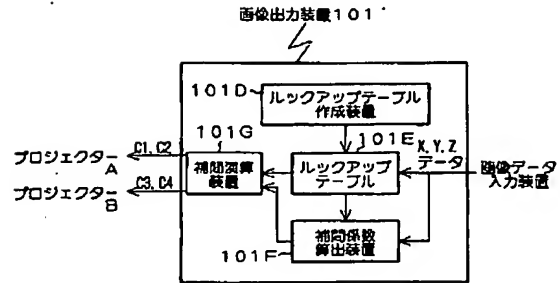 画像出力装置101
101D
ルックアップテーブル
作成装置
101G
101E
X, Y, Z
データ
C1, C2
プロジェクター
A
補間演算
装置
ルックアップ
テーブル
画像データ
入力装置
C3, C4
プロジェクター
B
補間係数
算出装置
101F